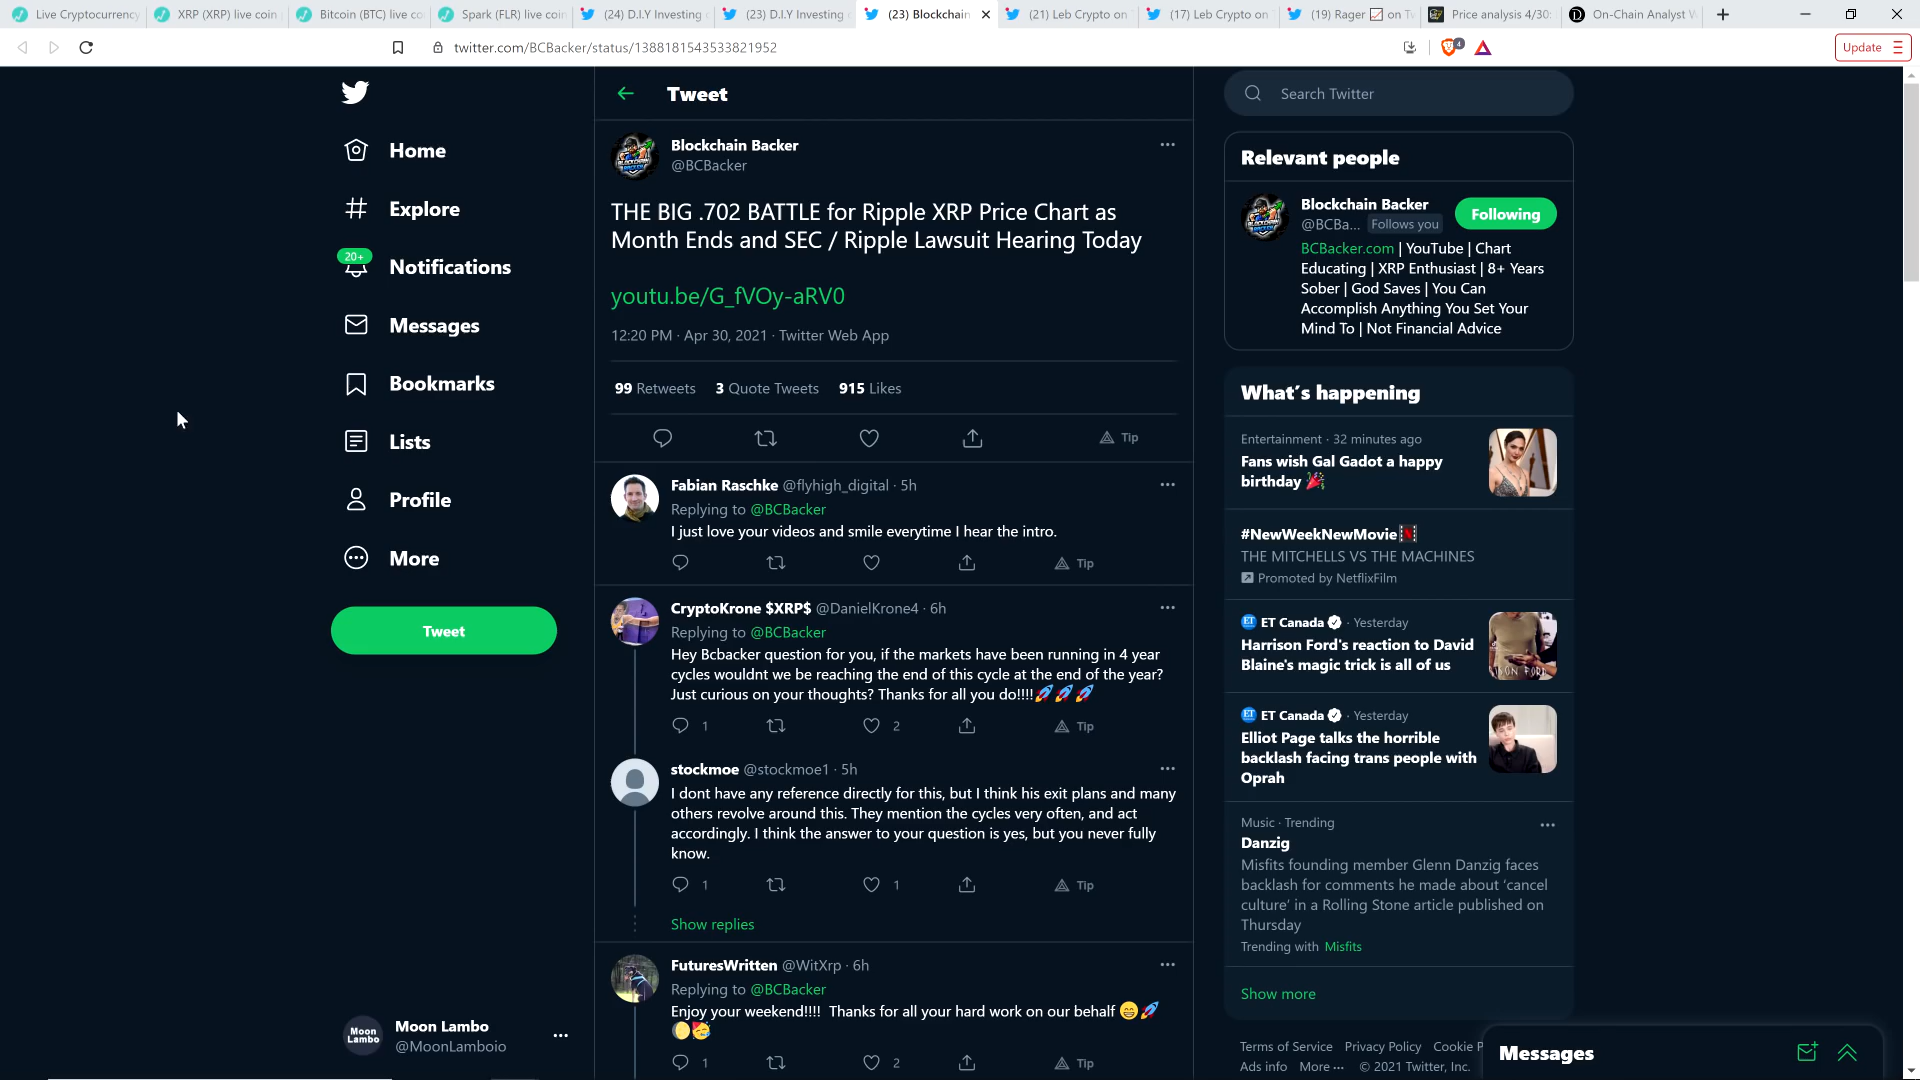 Live Cryptocurrency
XRP (XRP) live coin
Bitcoin (BTC) live co
Spark (FLR) live coin
(24) D.I.Y Investing
(23) D.I.Y Investing
(23) Blockchain
(21) Leb Crypto on
(17) Leb Crypto on
(19) Rager 📈 on Tw
Price analysis 4/30:
On-Chain Analyst W
twitter.com/BCBacker/status/1388181543533821952
4
Update
Home
Explore
20+
Notifications
Messages
Bookmarks
Lists
Profile
More
Tweet
Moon Lambo
Moon Lambo
@MoonLamboio
Tweet
Blockchain Backer
@BCBacker
THE BIG .702 BATTLE for Ripple XRP Price Chart as
Month Ends and SEC / Ripple Lawsuit Hearing Today
youtu.be/G_fVOy-aRV0
12:20 PM · Apr 30, 2021 · Twitter Web App
99 Retweets 3 Quote Tweets 915 Likes
Tip
Fabian Raschke @flyhigh_digital · 5h
Replying to @BCBacker
I just love your videos and smile everytime I hear the intro.
Tip
CryptoKrone $XRP$ @DanielKrone4 · 6h
Replying to @BCBacker
Hey Bcbacker question for you, if the markets have been running in 4 year
cycles wouldnt we be reaching the end of this cycle at the end of the year?
Just curious on your thoughts? Thanks for all you do!!!!🚀🚀🚀
1 2 Tip
stockmoe @stockmoe1 · 5h
I dont have any reference directly for this, but I think his exit plans and many
others revolve around this. They mention the cycles very often, and act
accordingly. I think the answer to your question is yes, but you never fully
know.
1 1 Tip
Show replies
FuturesWritten @WitXrp · 6h
Replying to @BCBacker
Enjoy your weekend!!!! Thanks for all your hard work on our behalf 😁🚀
🌔🥳
1 2 Tip
Search Twitter
Relevant people
Blockchain Backer
@BCBa... Follows you
Following
BCBacker.com | YouTube | Chart
Educating | XRP Enthusiast | 8+ Years
Sober | God Saves | You Can
Accomplish Anything You Set Your
Mind To | Not Financial Advice
What's happening
Entertainment · 32 minutes ago
Fans wish Gal Gadot a happy
birthday 🎉
#NewWeekNewMovie
THE MITCHELLS VS THE MACHINES
Promoted by NetflixFilm
ET Canada · Yesterday
Harrison Ford's reaction to David
Blaine's magic trick is all of us
ET Canada · Yesterday
Elliot Page talks the horrible
backlash facing trans people with
Oprah
Music · Trending
Danzig
Misfits founding member Glenn Danzig faces
backlash for comments he made about 'cancel
culture' in a Rolling Stone article published on
Thursday
Trending with Misfits
Show more
Terms of Service Privacy Policy Cookie P
Ads info More ··· © 2021 Twitter, Inc.
Messages